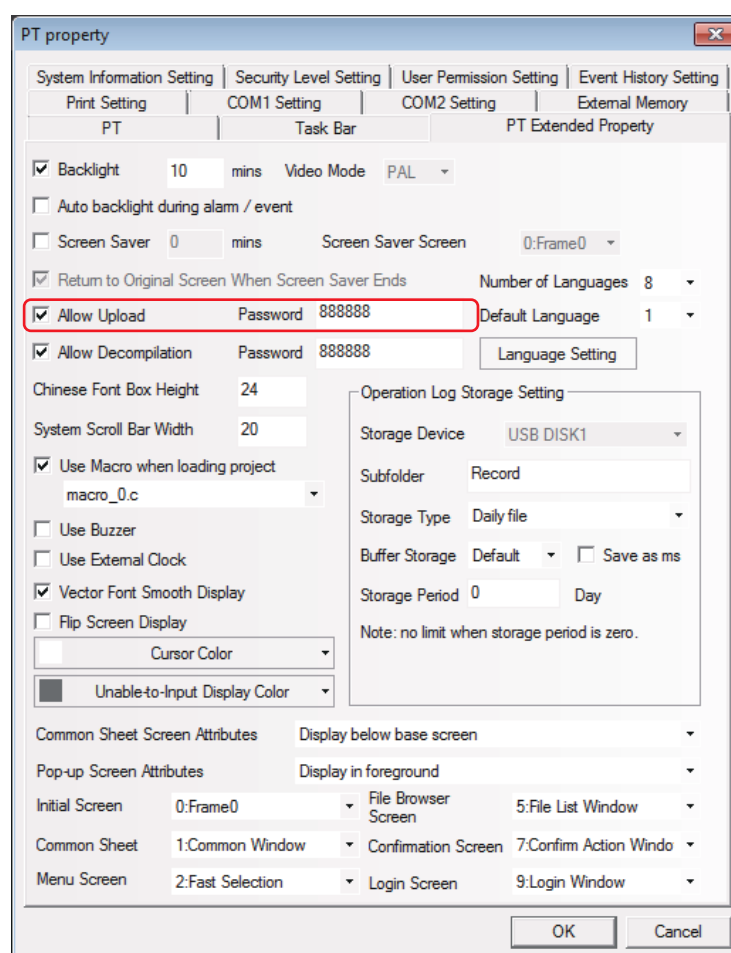 PT property
System Information Setting Security Level Setting User Permission Setting Event History Setting
Print Setting COM1 Setting COM2 Setting External Memory
PT Task Bar PT Extended Property
Backlight 10 mins Video Mode PAL
Auto backlight during alarm / event
Screen Saver 0 mins Screen Saver Screen 0:Frame0
Return to Original Screen When Screen Saver Ends Number of Languages 8
Allow Upload Password 888888 Default Language 1
Allow Decompilation Password 888888 Language Setting
Chinese Font Box Height 24
System Scroll Bar Width 20
Use Macro when loading project
macro_0.c
Use Buzzer
Use External Clock
Vector Font Smooth Display
Flip Screen Display
Cursor Color
Unable-to-Input Display Color
Operation Log Storage Setting
Storage Device USB DISK1
Subfolder Record
Storage Type Daily file
Buffer Storage Default Save as ms
Storage Period 0 Day
Note: no limit when storage period is zero.
Common Sheet Screen Attributes Display below base screen
Pop-up Screen Attributes Display in foreground
Initial Screen 0:Frame0 File Browser Screen 5:File List Window
Common Sheet 1:Common Window Confirmation Screen 7:Confirm Action Windo
Menu Screen 2:Fast Selection Login Screen 9:Login Window
OK Cancel